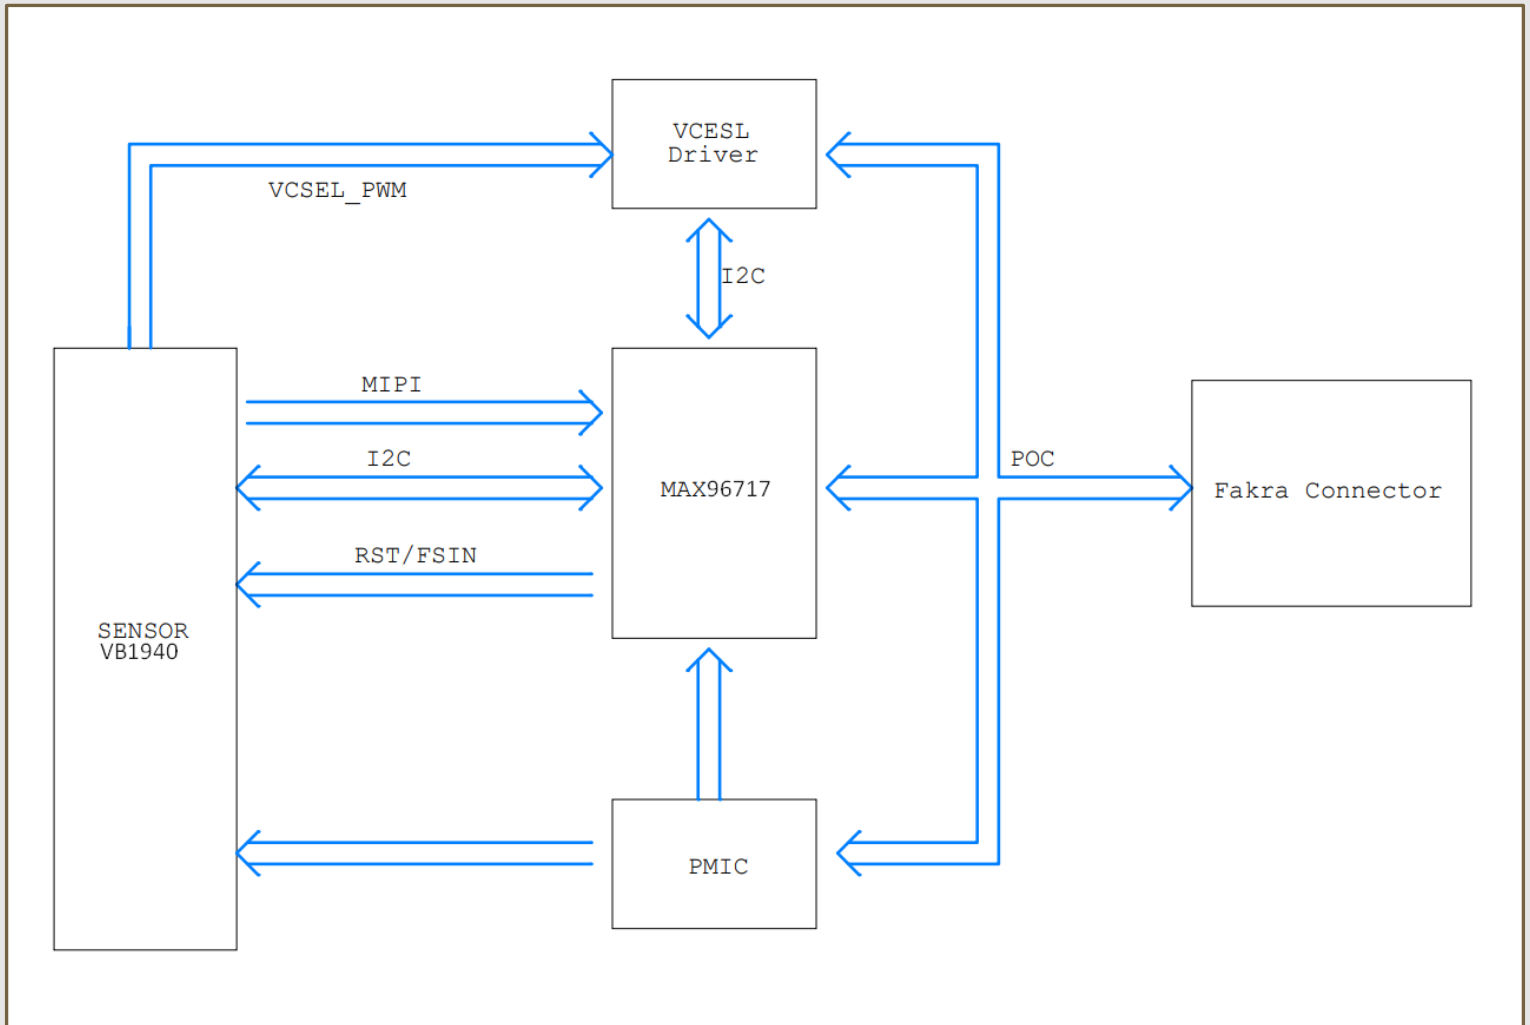 VCESL
Driver
VCSEL_PWM
I2C
MIPI
I2C
POC
MAX96717
Fakra Connector
RST/FSIN
SENSOR
VB1940
PMIC